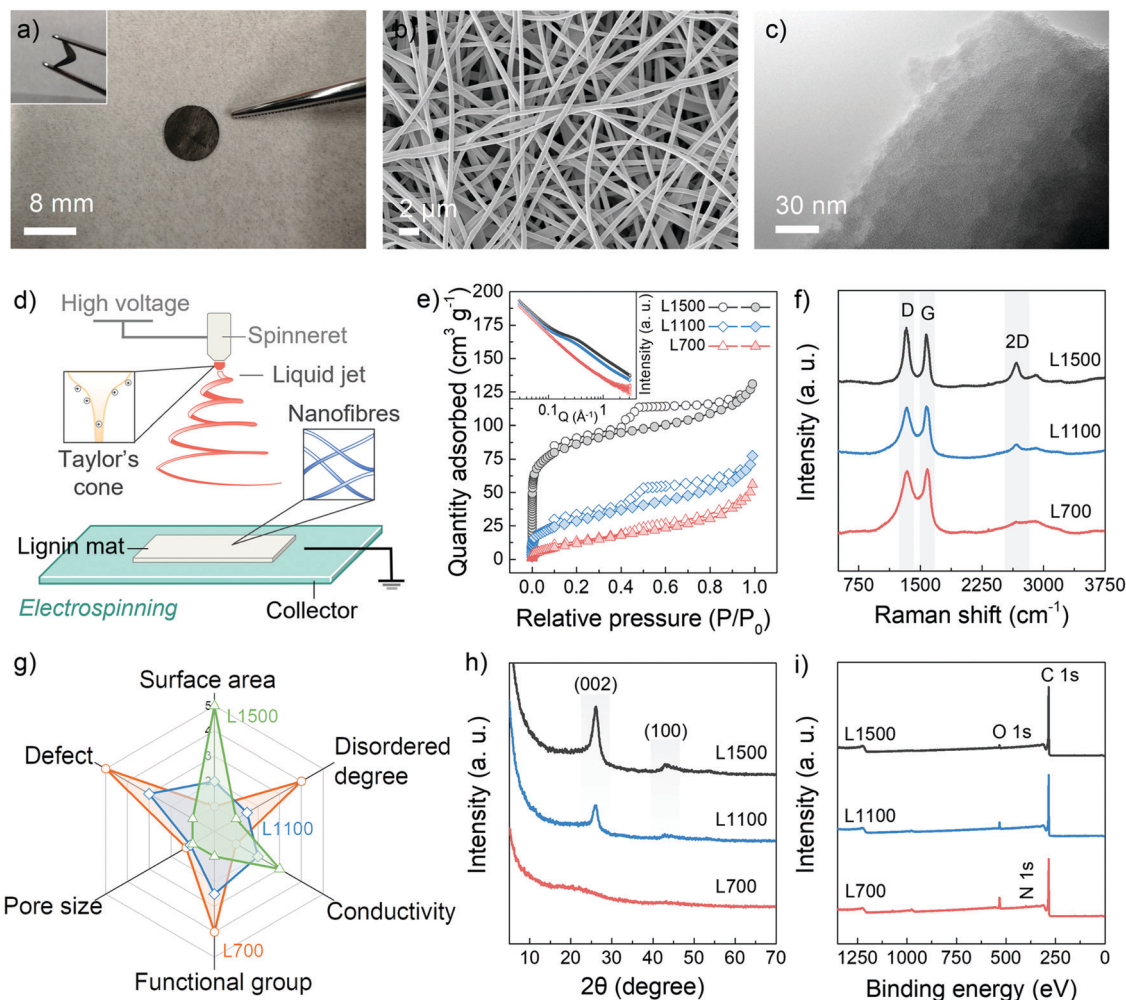 a)
8 mm
b)
2 µm
c)
30 nm
d)
High voltage
Spinneret
Liquid jet
Nanofibres
Taylor's
cone
Lignin mat
Electrospinning
Collector
e)
Quantity adsorbed (cm³ g⁻¹)
200
175
150
125
100
75
50
25
0
0.1
1
Q (Å⁻¹)
Intensity (a. u.)
L1500
L1100
L700
0.0
0.2
0.4
0.6
0.8
1.0
Relative pressure (P/P₀)
f)
Intensity (a. u.)
D
G
2D
L1500
L1100
L700
750
1500
2250
3000
3750
Raman shift (cm⁻¹)
g)
Surface area
5
4
3
2
L1500
Defect
Disordered
degree
L1100
Pore size
Conductivity
L700
Functional group
h)
Intensity (a. u.)
(002)
(100)
L1500
L1100
L700
10
20
30
40
50
60
70
2θ (degree)
i)
Intensity (a. u.)
C 1s
O 1s
L1500
L1100
N 1s
L700
1250
1000
750
500
250
0
Binding energy (eV)